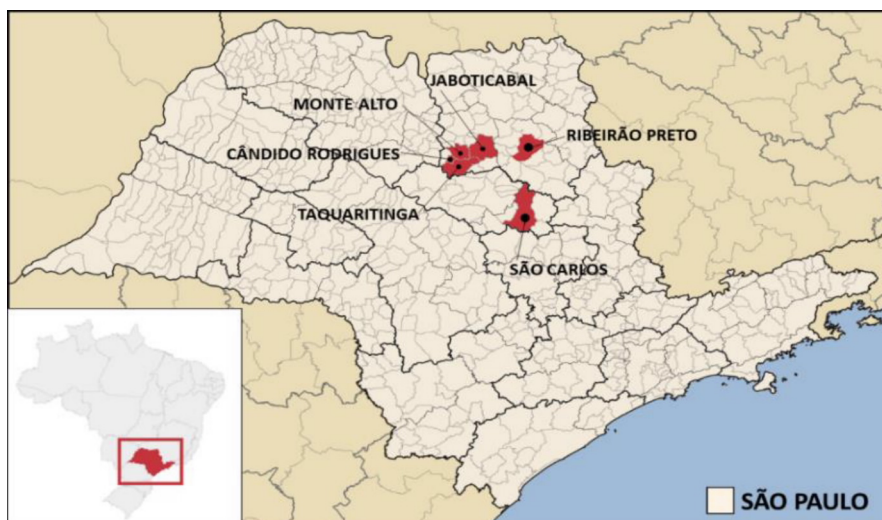 JABOTICABAL
MONTE ALTO
RIBEIRÃO PRETO
CÂNDIDO RODRIGUES
TAQUARITINGA
SÃO CARLOS
SÃO PAULO